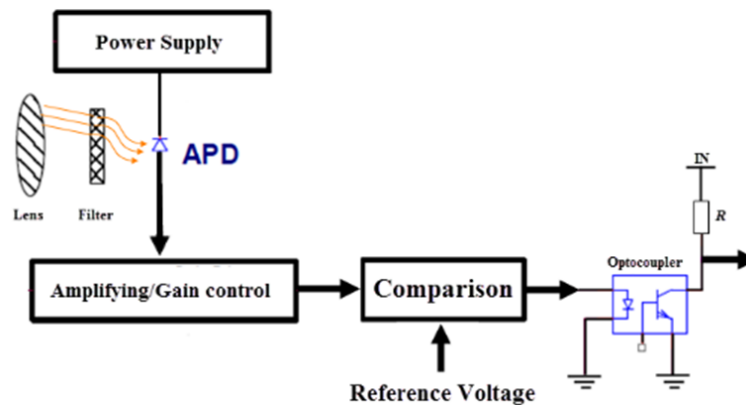 Power Supply
APD
Lens
Filter
IN
R
Optocoupler
Amplifying/Gain control
Comparison
Reference Voltage